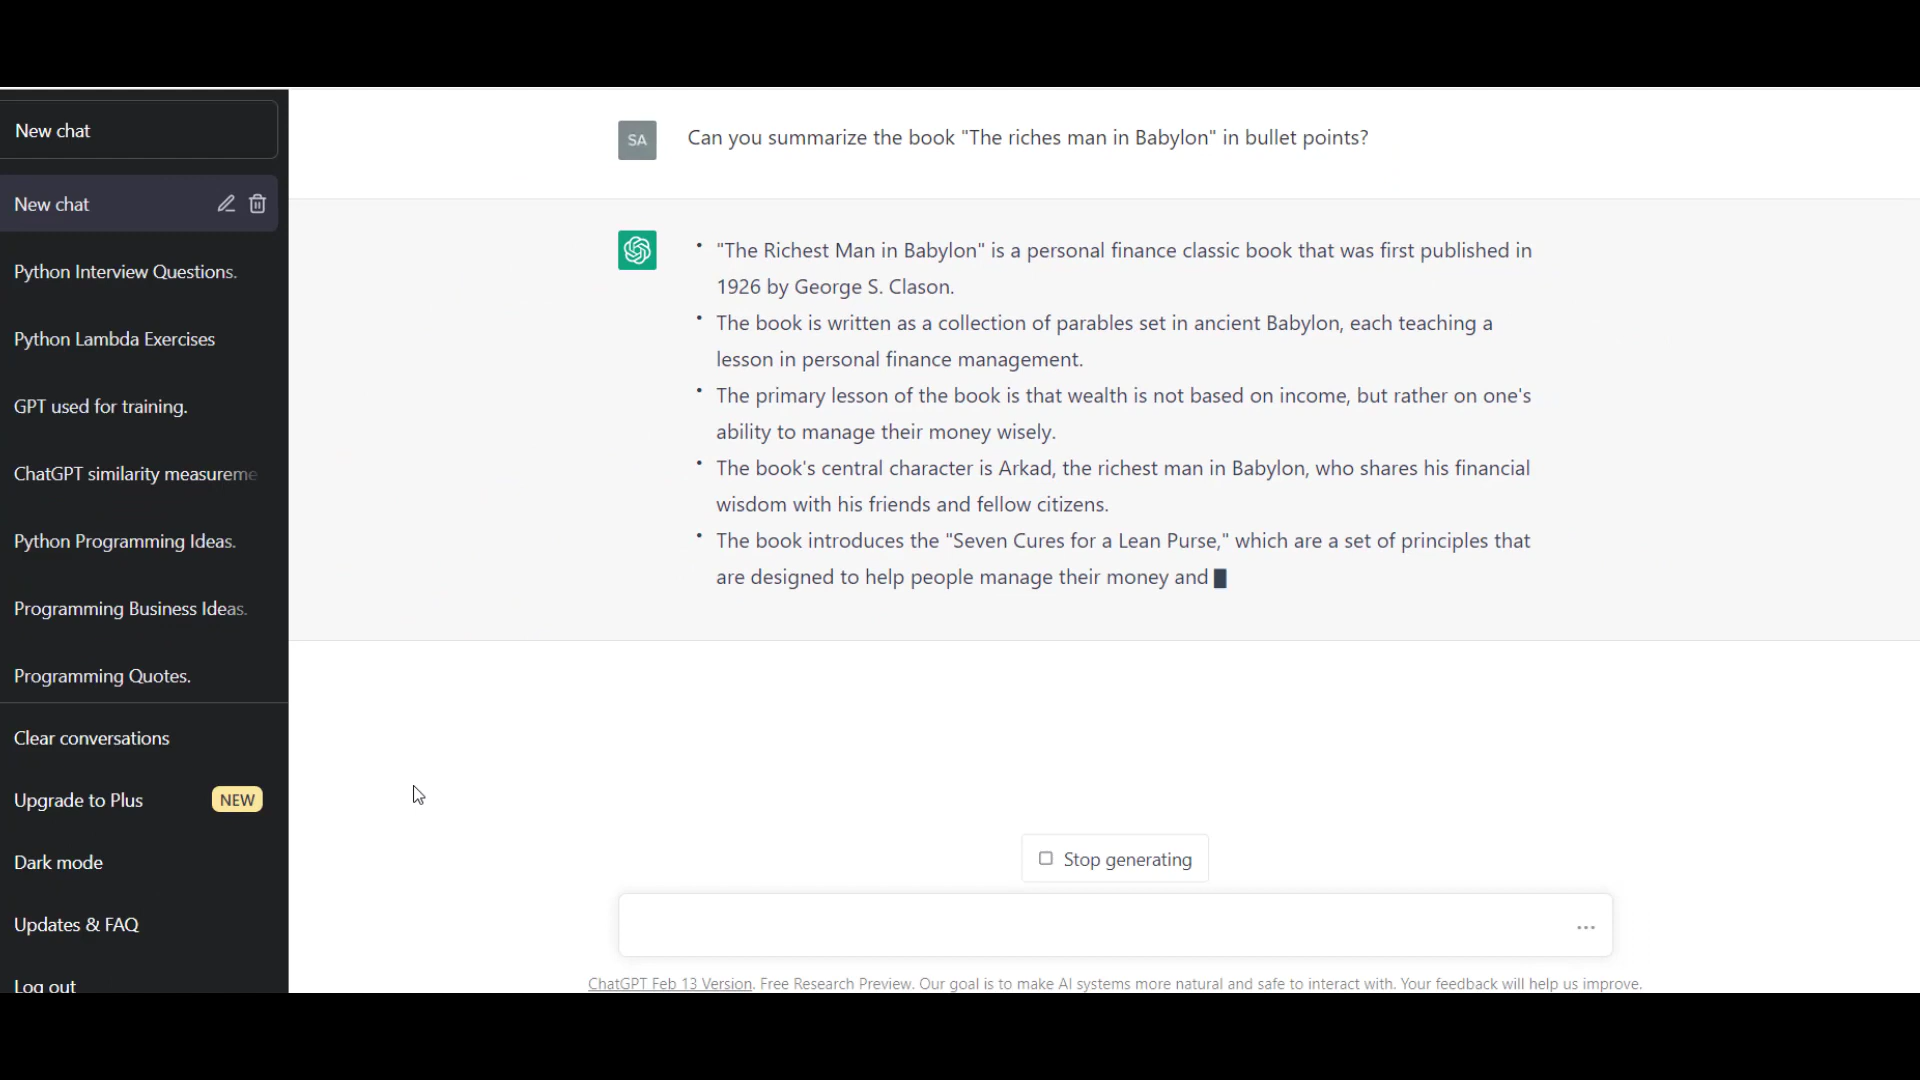 New chat
New chat
Python Interview Questions.
Python Lambda Exercises
GPT used for training.
ChatGPT similarity measureme
Python Programming Ideas.
Programming Business Ideas.
Programming Quotes.
Clear conversations
Upgrade to Plus NEW
Dark mode
Updates & FAQ
Log out
SA Can you summarize the book "The riches man in Babylon" in bullet points?
• "The Richest Man in Babylon" is a personal finance classic book that was first published in
1926 by George S. Clason.
• The book is written as a collection of parables set in ancient Babylon, each teaching a
lesson in personal finance management.
• The primary lesson of the book is that wealth is not based on income, but rather on one's
ability to manage their money wisely.
• The book's central character is Arkad, the richest man in Babylon, who shares his financial
wisdom with his friends and fellow citizens.
• The book introduces the "Seven Cures for a Lean Purse," which are a set of principles that
are designed to help people manage their money and
Stop generating
...
ChatGPT Feb 13 Version. Free Research Preview. Our goal is to make AI systems more natural and safe to interact with. Your feedback will help us improve.